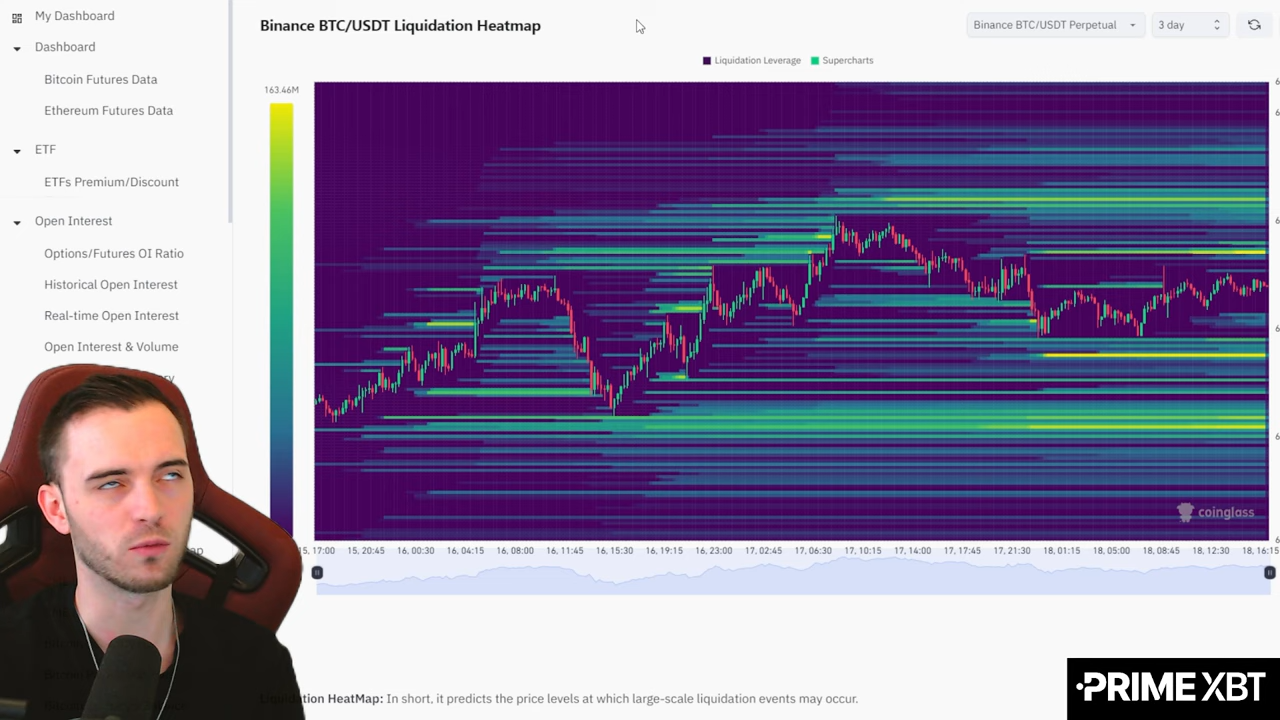 My Dashboard
Dashboard
Bitcoin Futures Data
Ethereum Futures Data
ETF
ETFs Premium/Discount
Open Interest
Options/Futures OI Ratio
Historical Open Interest
Real-time Open Interest
Open Interest & Volume
Binance BTC/USDT Liquidation Heatmap
Binance BTC/USDT Perpetual
3 day
Liquidation Leverage
Supercharts
163.46M
coinglass
15, 17:00 15, 20:45 16, 00:30 16, 04:15 16, 08:00 16, 11:45 16, 15:30 16, 19:15 16, 23:00 17, 02:45 17, 06:30 17, 10:15 17, 14:00 17, 17:45 17, 21:30 18, 01:15 18, 05:00 18, 08:45 18, 12:30 18, 16:15
Liquidation HeatMap: In short, it predicts the price levels at which large-scale liquidation events may occur.
PRIME XBT